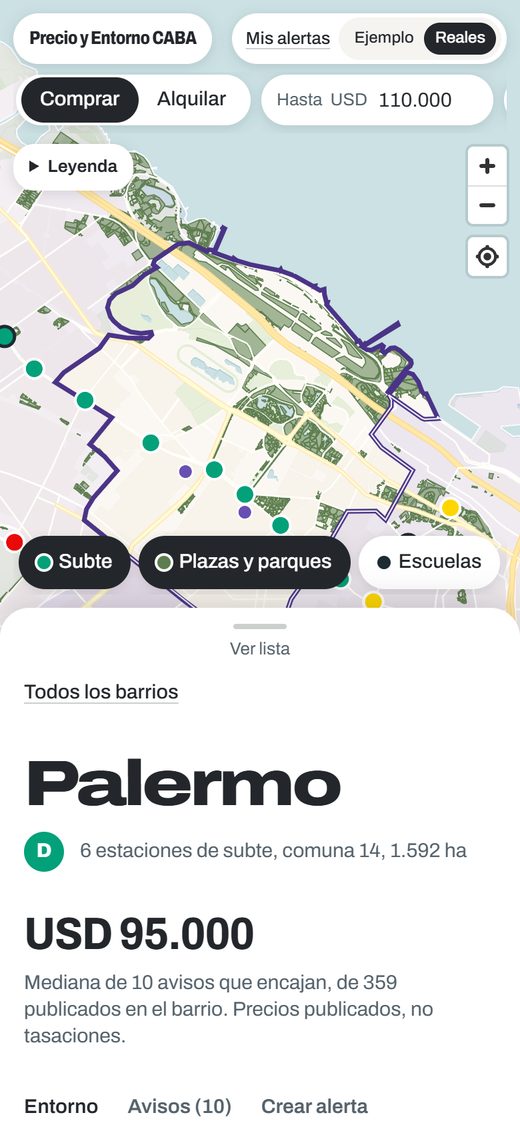 Precio y Entorno CABA
Mis alertas
Ejemplo
Reales
Comprar
Alquilar
Hasta USD 110.000
Leyenda
+
−
Subte
Plazas y parques
Escuelas
Ver lista
Todos los barrios
Palermo
D
6 estaciones de subte, comuna 14, 1.592 ha
USD 95.000
Mediana de 10 avisos que encajan, de 359
publicados en el barrio. Precios publicados, no
tasaciones.
Entorno
Avisos (10)
Crear alerta